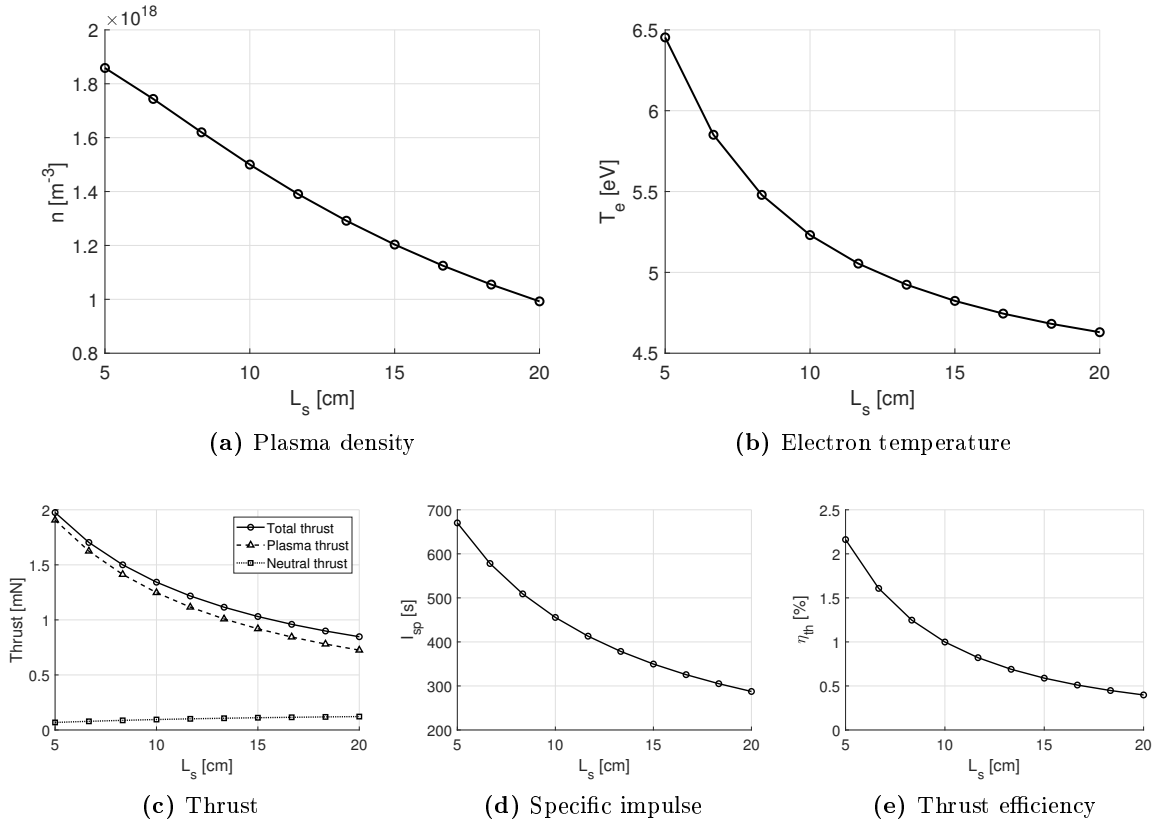 ×10^18
2
1.8
1.6
1.4
1.2
1
0.8
5 10 15 20
n [m^-3]
L_s [cm]
(a) Plasma density
6.5
6
5.5
5
4.5
5 10 15 20
T_e [eV]
L_s [cm]
(b) Electron temperature
2
1.5
1
0.5
0
5 10 15 20
Thrust [mN]
L_s [cm]
Total thrust
Plasma thrust
Neutral thrust
(c) Thrust
700
600
500
400
300
200
5 10 15 20
I_sp [s]
L_s [cm]
(d) Specific impulse
2.5
2
1.5
1
0.5
0
5 10 15 20
η_th [%]
L_s [cm]
(e) Thrust efficiency